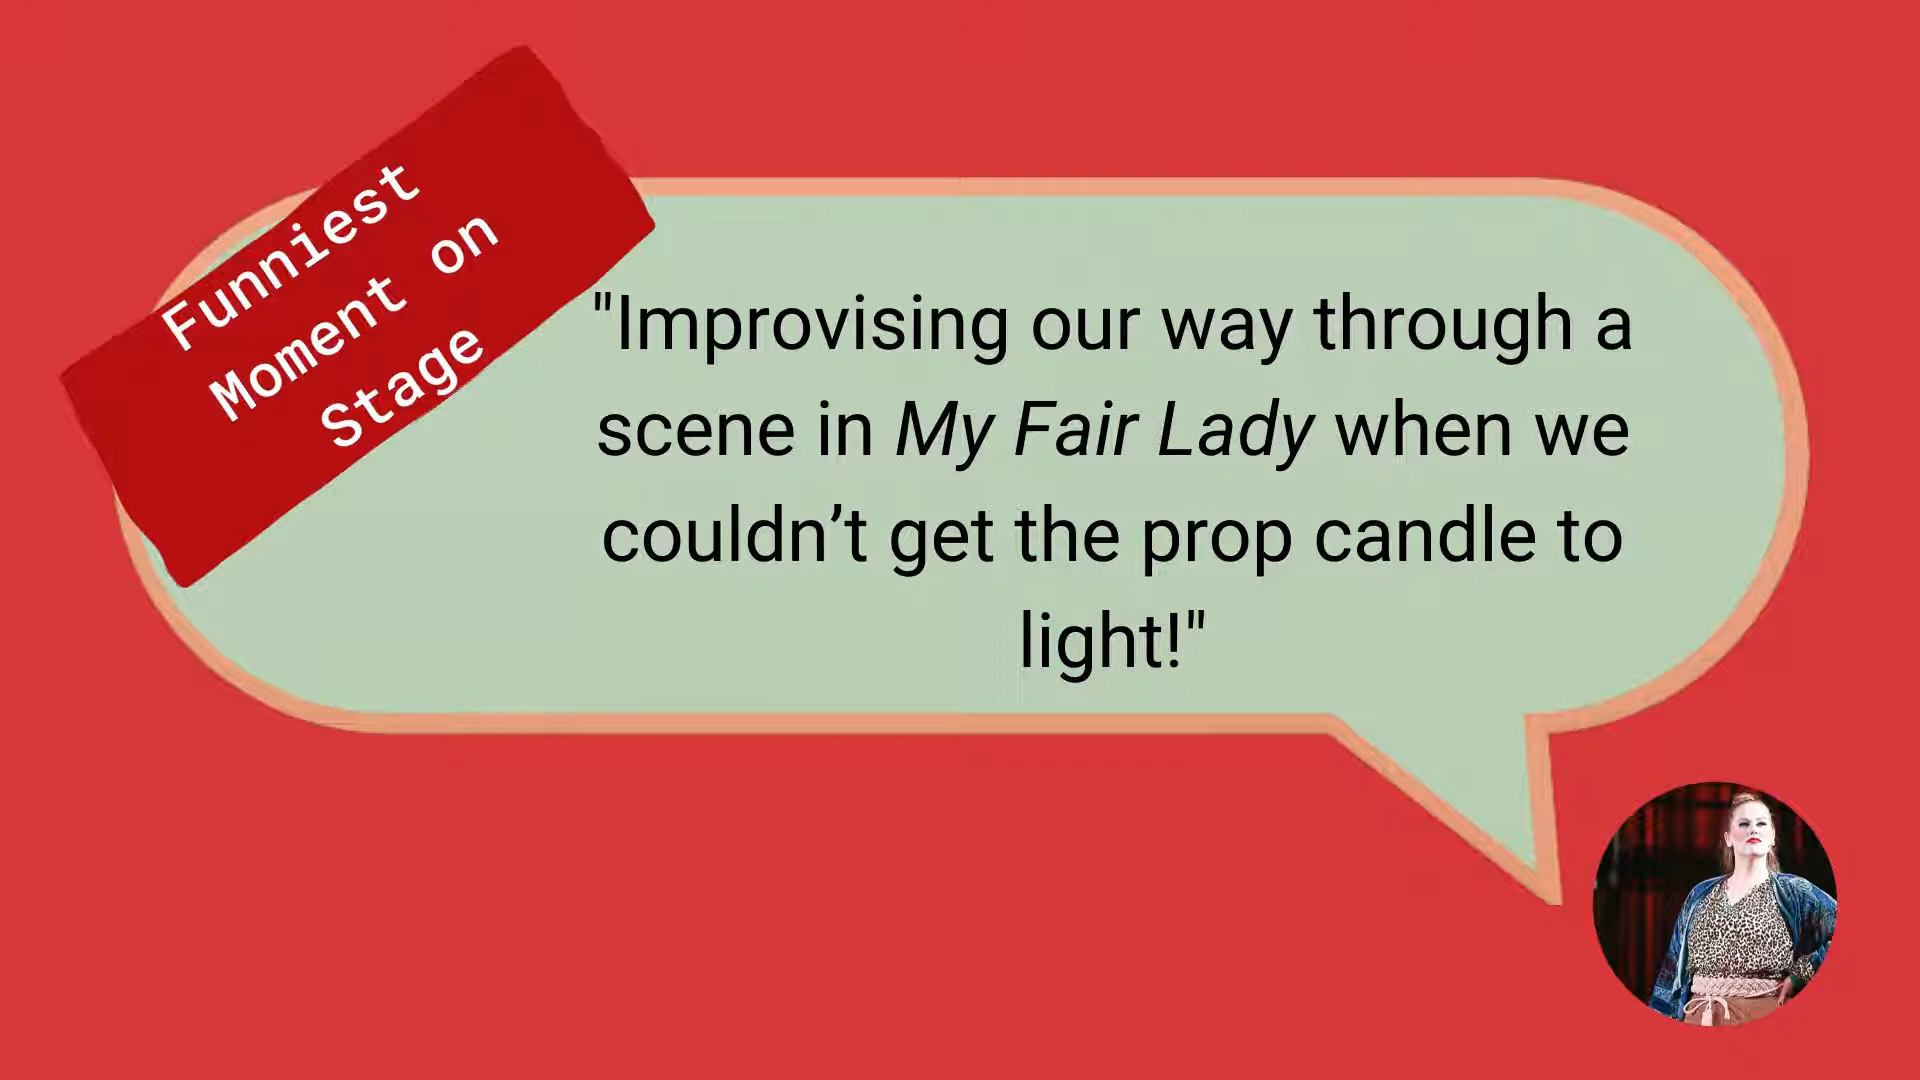 Funniest
Moment on
Stage
"Improvising our way through a
scene in My Fair Lady when we
couldn’t get the prop candle to
light!"